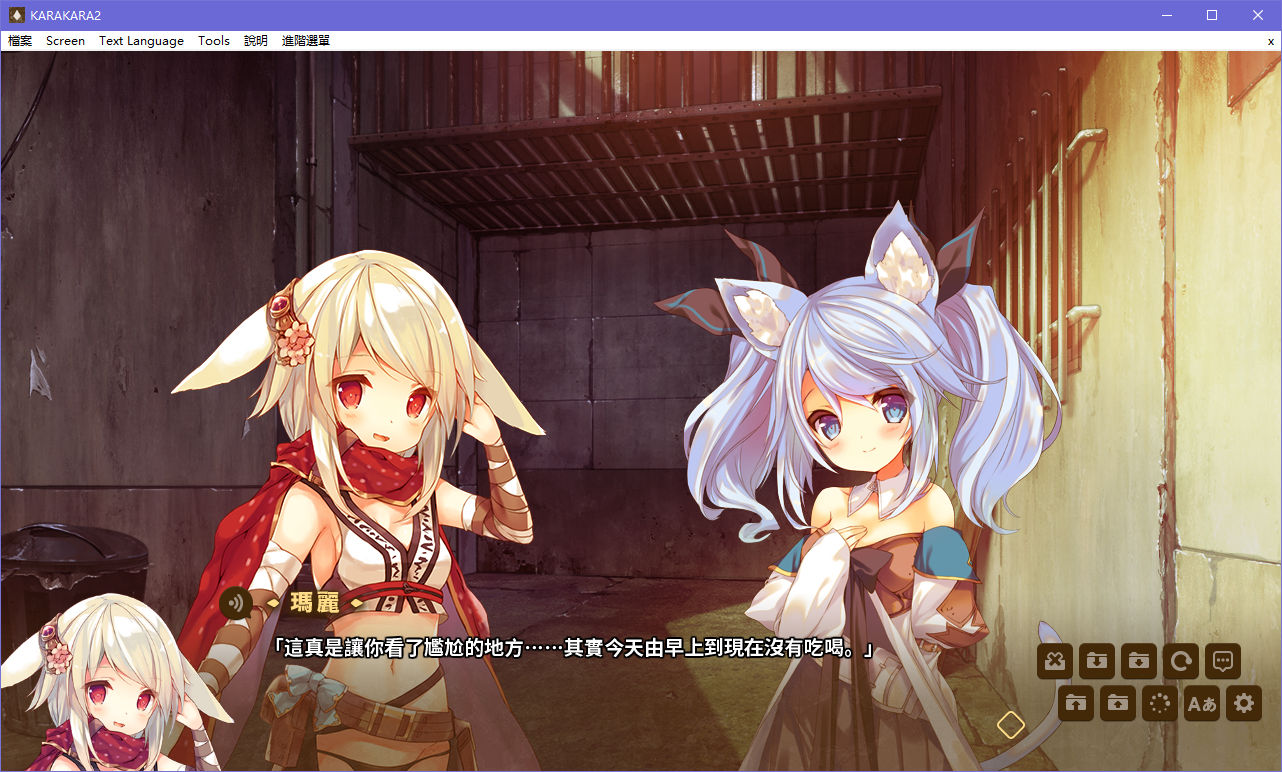 KARAKARA2
檔案 Screen Text Language Tools 說明 進階選單 x
瑪麗
「這真是讓你看了尷尬的地方……其實今天由早上到現在沒有吃喝。」
Aあ